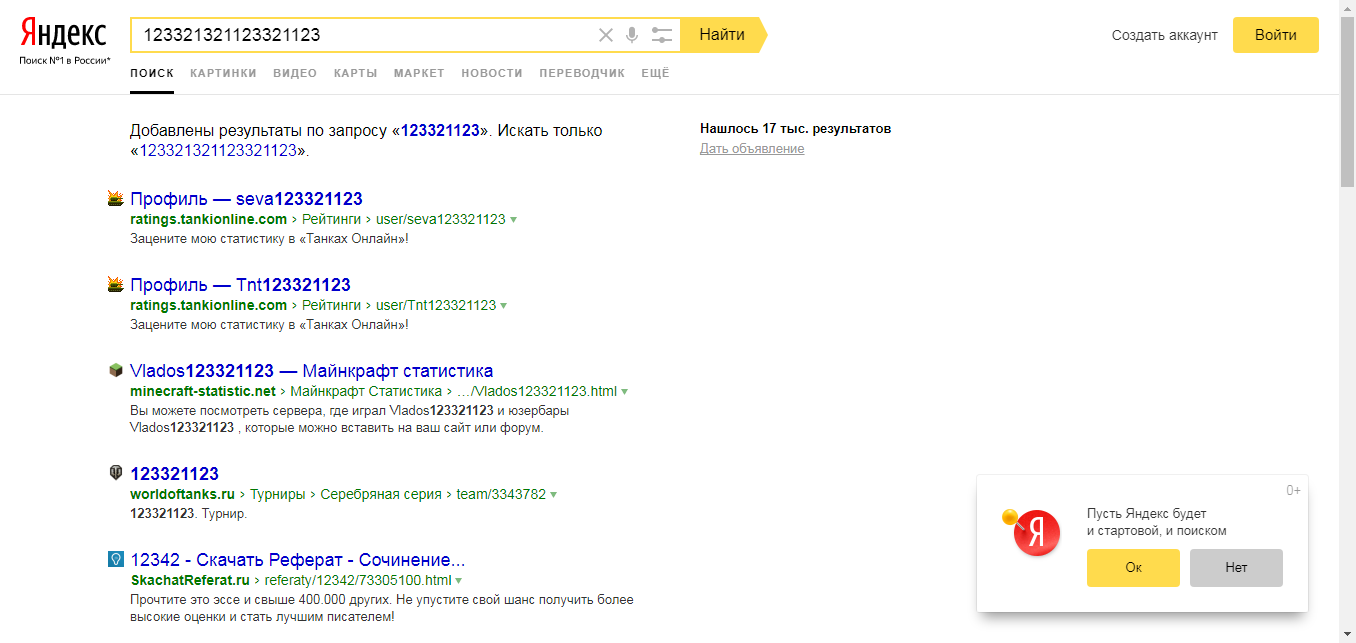 Яндекс
Поиск №1 в России*
123321321123321123
Найти
Создать аккаунт
Войти
ПОИСК КАРТИНКИ ВИДЕО КАРТЫ МАРКЕТ НОВОСТИ ПЕРЕВОДЧИК ЕЩЁ
Добавлены результаты по запросу «123321123». Искать только
«123321321123321123».
Нашлось 17 тыс. результатов
Дать объявление
Профиль — seva123321123
ratings.tankionline.com › Рейтинги › user/seva123321123
Зацените мою статистику в «Танках Онлайн»!
Профиль — Tnt123321123
ratings.tankionline.com › Рейтинги › user/Tnt123321123
Зацените мою статистику в «Танках Онлайн»!
Vlados123321123 — Майнкрафт статистика
minecraft-statistic.net › Майнкрафт Статистика › …/Vlados123321123.html
Вы можете посмотреть сервера, где играл Vlados123321123 и юзербары
Vlados123321123 , которые можно вставить на ваш сайт или форум.
123321123
worldoftanks.ru › Турниры › Серебряная серия › team/3343782
123321123. Турнир.
12342 - Скачать Реферат - Сочинение...
SkachatReferat.ru › referaty/12342/73305100.html
Прочтите это эссе и свыше 400.000 других. Не упустите свой шанс получить более
высокие оценки и стать лучшим писателем!
0+
Я
Пусть Яндекс будет
и стартовой, и поиском
Ок
Нет